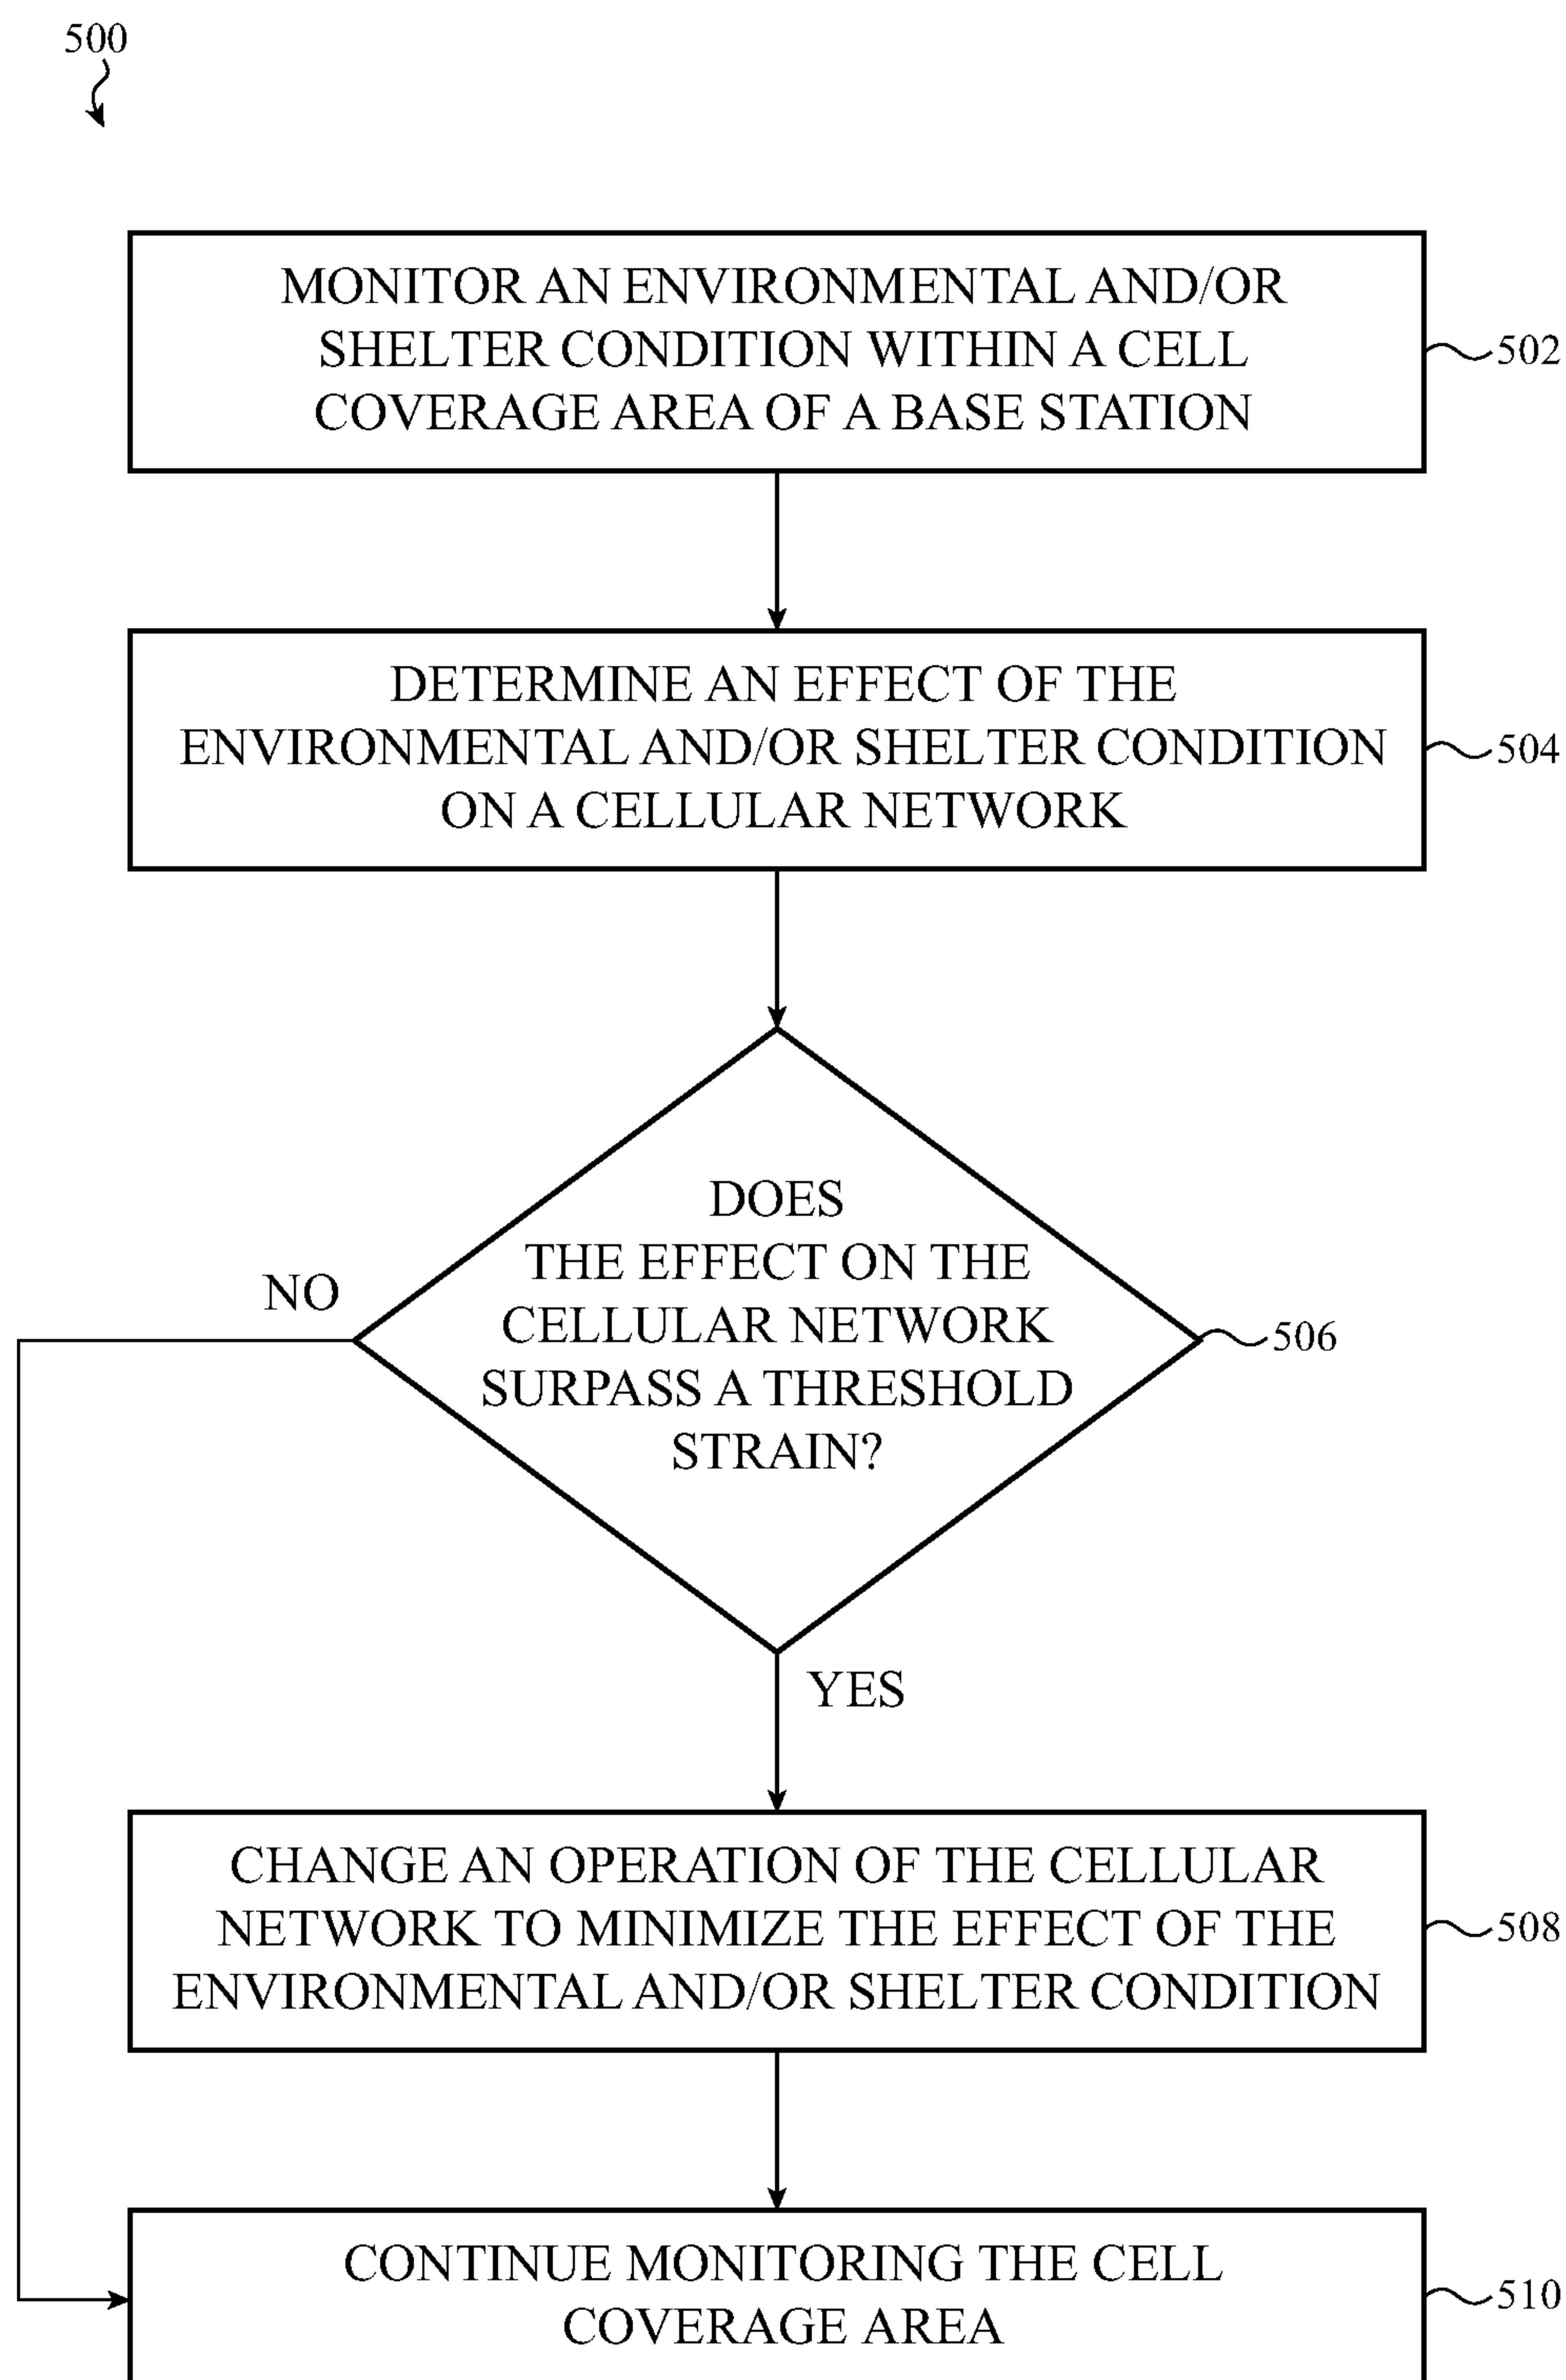 500
MONITOR AN ENVIRONMENTAL AND/OR
SHELTER CONDITION WITHIN A CELL
COVERAGE AREA OF A BASE STATION
502
DETERMINE AN EFFECT OF THE
ENVIRONMENTAL AND/OR SHELTER CONDITION
ON A CELLULAR NETWORK
504
DOES
THE EFFECT ON THE
CELLULAR NETWORK
SURPASS A THRESHOLD
STRAIN?
NO
506
YES
CHANGE AN OPERATION OF THE CELLULAR
NETWORK TO MINIMIZE THE EFFECT OF THE
ENVIRONMENTAL AND/OR SHELTER CONDITION
508
CONTINUE MONITORING THE CELL
COVERAGE AREA
510